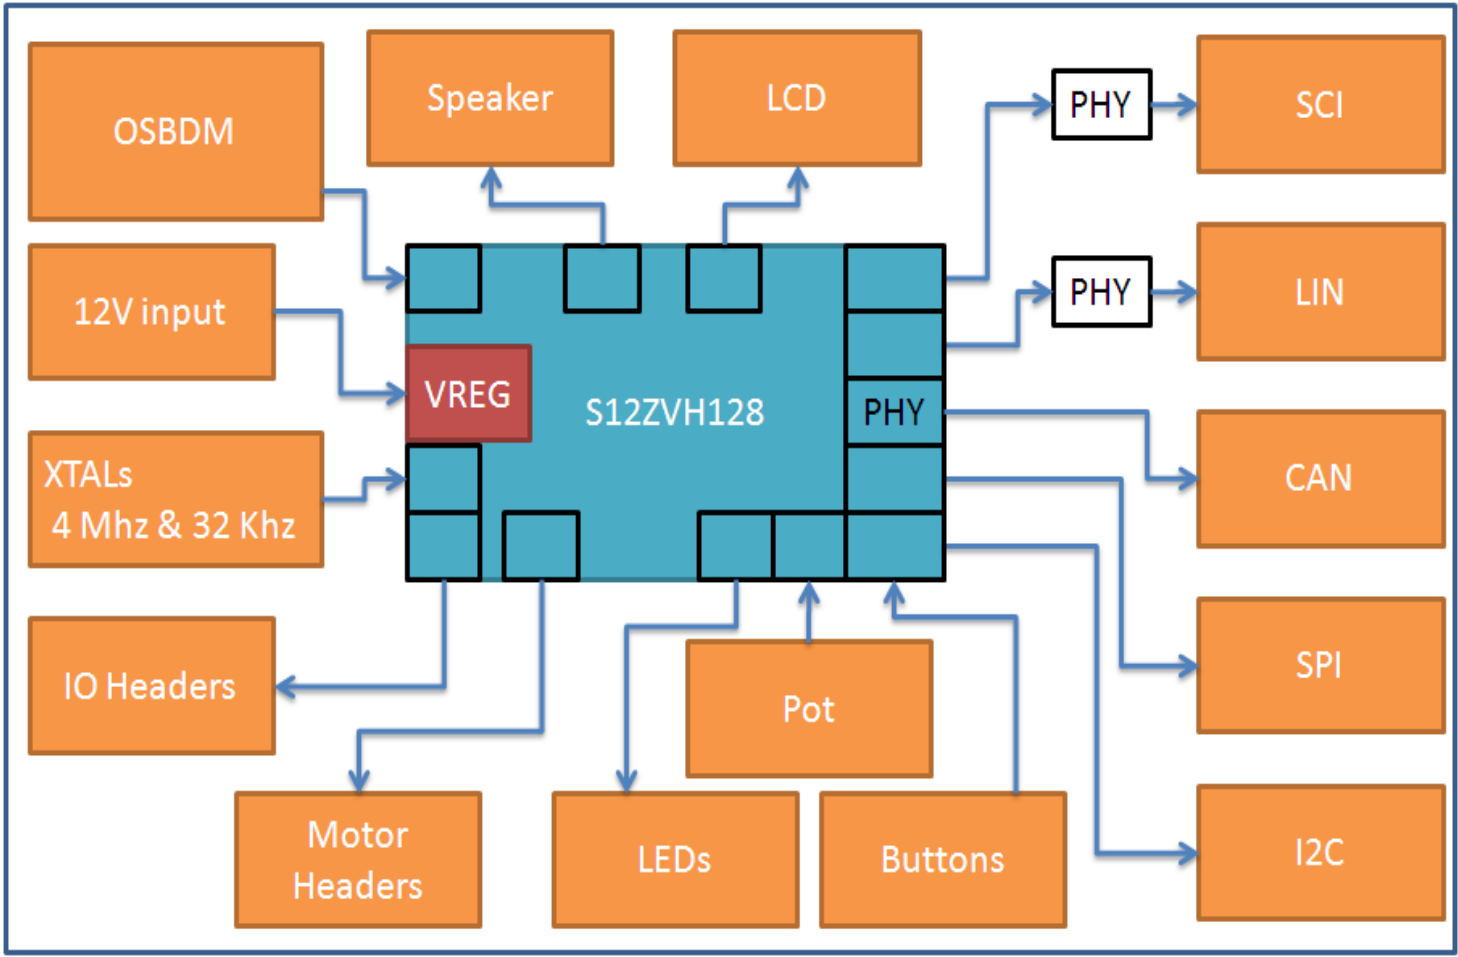 OSBDM
Speaker
LCD
PHY
SCI
12V input
PHY
LIN
VREG
S12ZVH128
PHY
XTALs
4 Mhz & 32 Khz
CAN
IO Headers
Pot
SPI
Motor
Headers
LEDs
Buttons
I2C